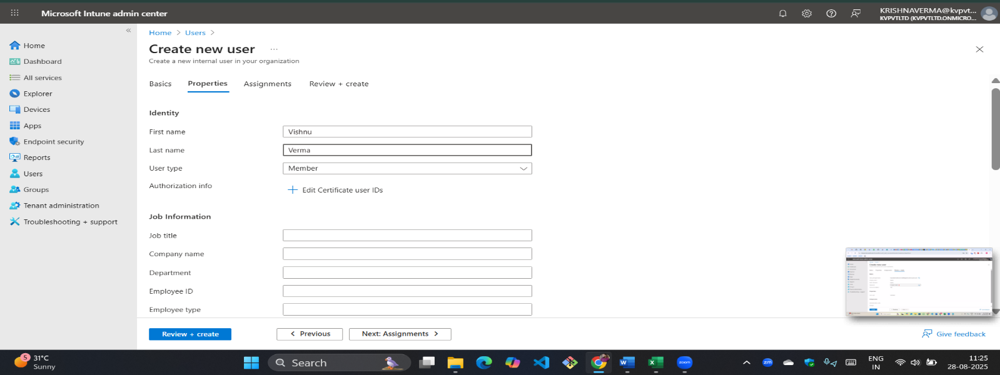 Microsoft Intune admin center
KRISHNAVERMA@kvpvt...
KVPVTLTD (KVPVTLTD.ONMICRO...
«
Home > Users >
Create new user ...
Create a new internal user in your organization
Home
Dashboard
All services
Explorer
Devices
Apps
Endpoint security
Reports
Users
Groups
Tenant administration
Troubleshooting + support
Basics Properties Assignments Review + create
Identity
First name Vishnu
Last name Verma
User type Member
Authorization info
+ Edit Certificate user IDs
Job Information
Job title
Company name
Department
Employee ID
Employee type
Review + create < Previous Next: Assignments > Give feedback
5 31°C
Sunny
Search
zoom
zm
ENG
IN
11:25
28-08-2025